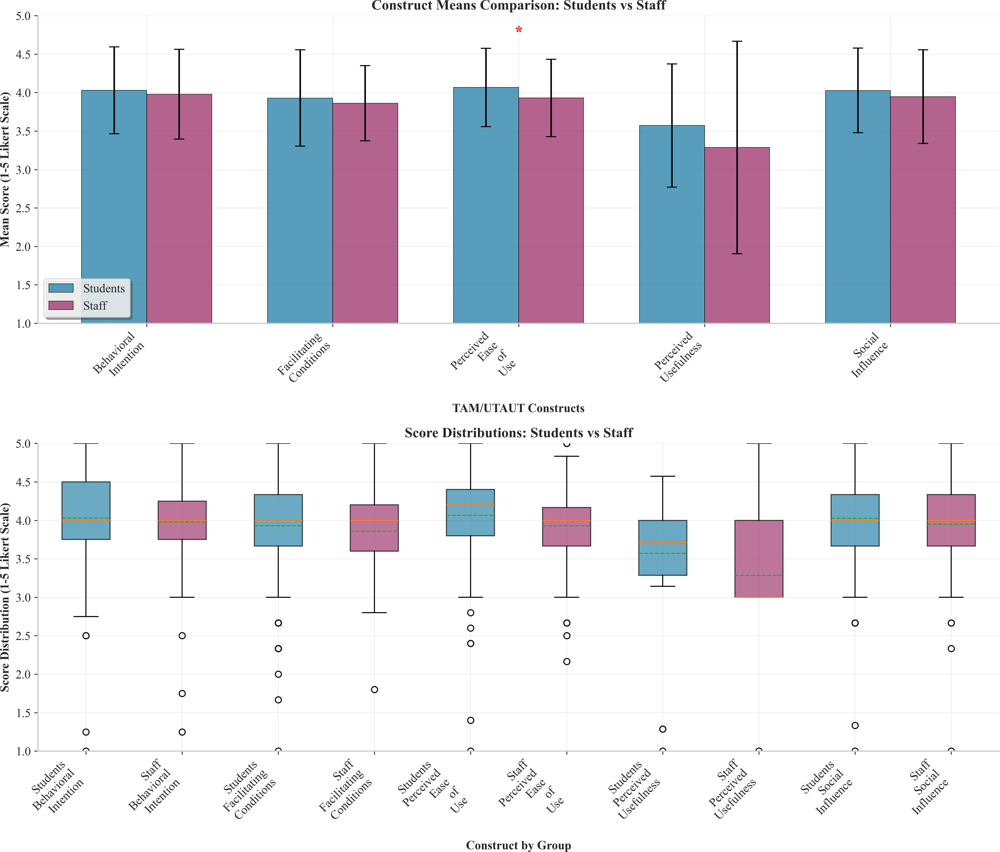 Construct Means Comparison: Students vs Staff
Mean Score (1-5 Likert Scale)
5.0
4.5
4.0
3.5
3.0
2.5
2.0
1.5
1.0
*
Students
Staff
Behavioral
Intention
Facilitating
Conditions
Perceived
Ease
of
Use
Perceived
Usefulness
Social
Influence
TAM/UTAUT Constructs
Score Distributions: Students vs Staff
Score Distribution (1-5 Likert Scale)
5.0
4.5
4.0
3.5
3.0
2.5
2.0
1.5
1.0
Students
Behavioral
Intention
Staff
Behavioral
Intention
Students
Facilitating
Conditions
Staff
Facilitating
Conditions
Students
Perceived
Ease
of
Use
Staff
Perceived
Ease
of
Use
Students
Perceived
Usefulness
Staff
Perceived
Usefulness
Students
Social
Influence
Staff
Social
Influence
Construct by Group